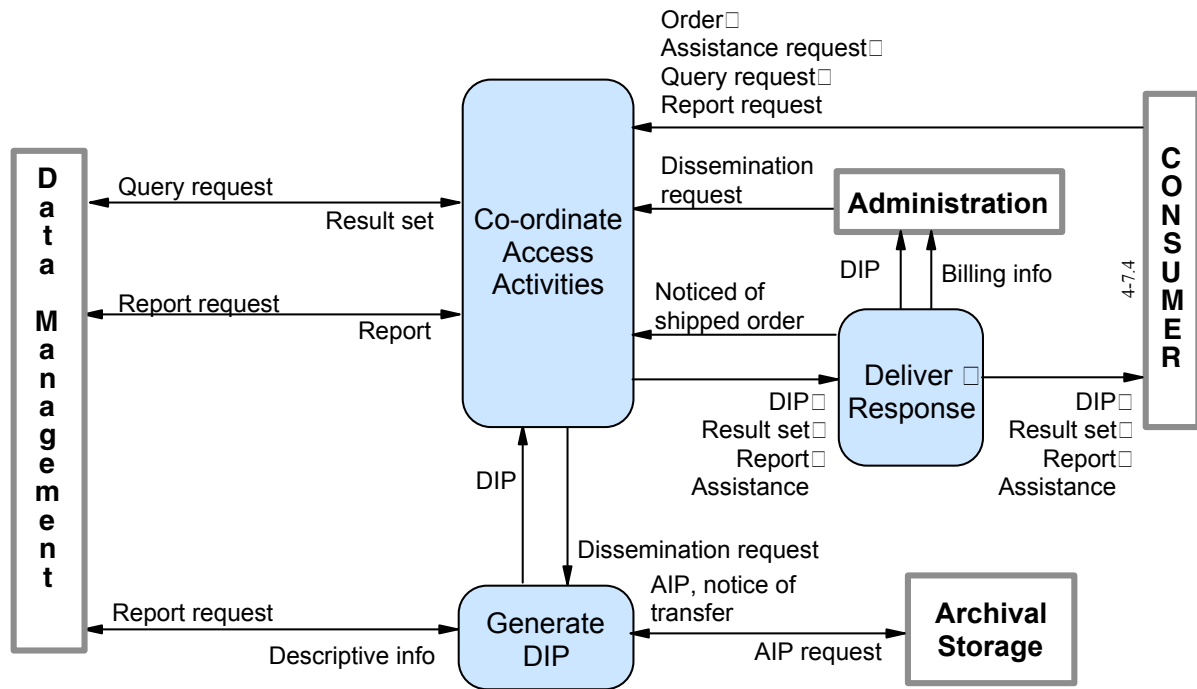 Order□
Assistance request□
Query request□
Report request
Data Management
Query request
Result set
Co-ordinate
Access
Activities
Dissemination
request
Administration
CONSUMER
4-7.4
DIP
Billing info
Report request
Report
Noticed of
shipped order
Deliver □
Response
DIP□
Result set□
Report□
Assistance
DIP□
Result set□
Report□
Assistance
DIP
Dissemination request
Report request
Descriptive info
Generate
DIP
AIP, notice of
transfer
AIP request
Archival
Storage